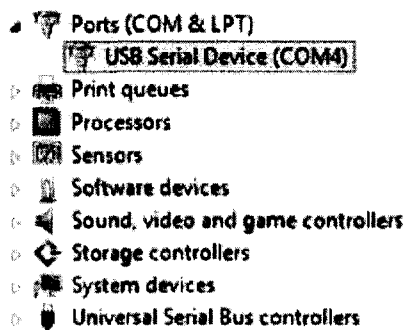 Ports (COM & LPT)
USB Serial Device (COM4)
Print queues
Processors
Sensors
Software devices
Sound, video and game controllers
Storage controllers
System devices
Universal Serial Bus controllers